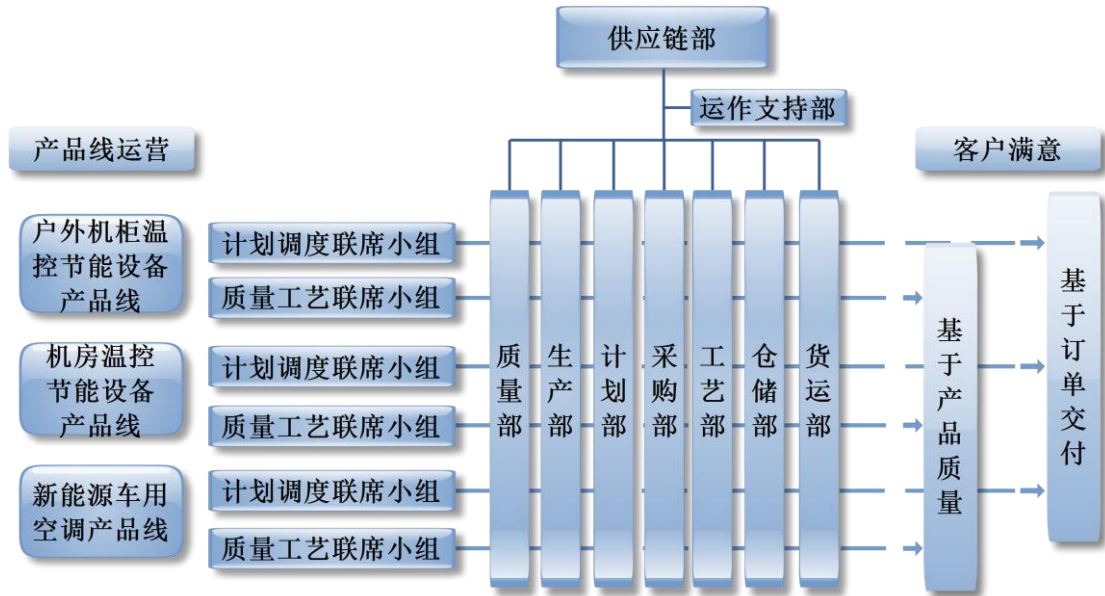 供应链部
运作支持部
产品线运营
客户满意
户外机柜温
控节能设备
产品线
计划调度联席小组
质量工艺联席小组
机房温控
节能设备
产品线
计划调度联席小组
质量工艺联席小组
新能源车用
空调产品线
计划调度联席小组
质量工艺联席小组
质量部
生产部
计划部
采购部
工艺部
仓储部
货运部
基于产品质量
基于订单交付